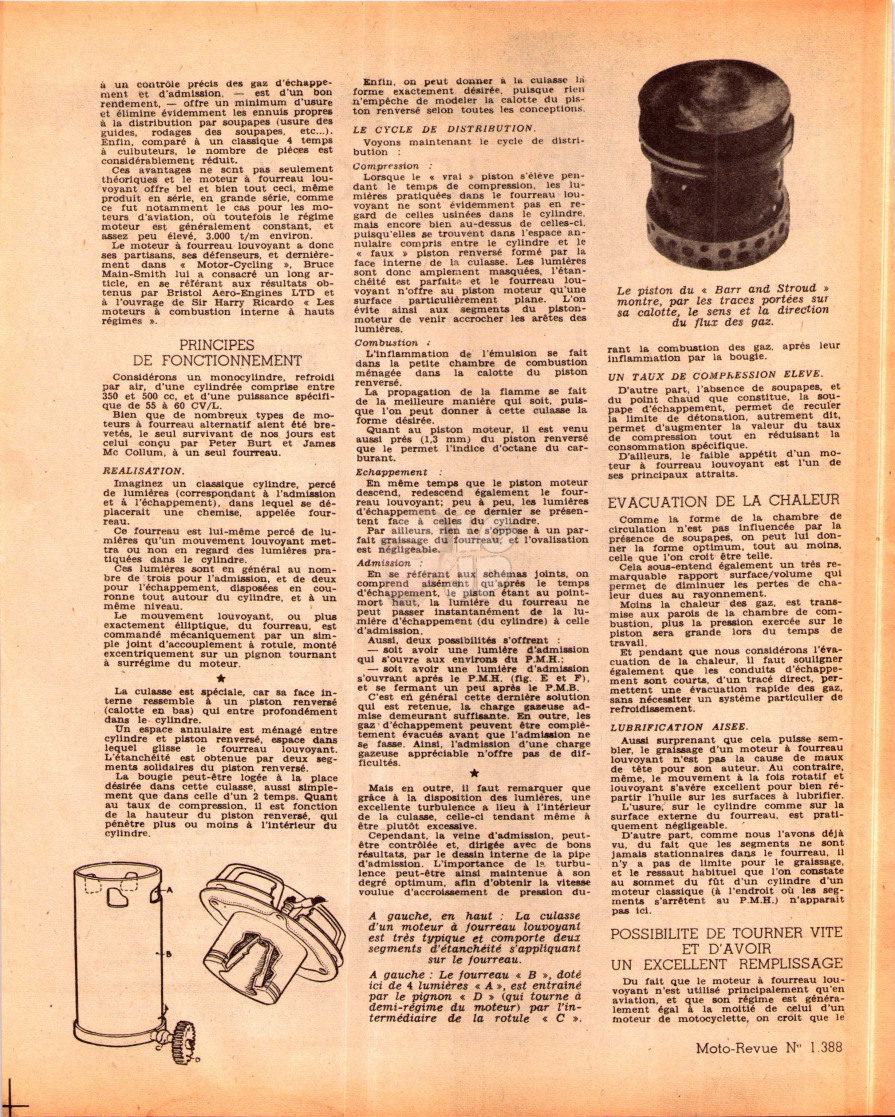 à un contrôle précis des gaz d'échappe-
ment et d'admission, — est d'un bon
rendement, — offre un minimum d'usure
et élimine évidemment les ennuis propres
à la distribution par soupapes (usure des
guides, rodages des soupapes, etc...).
Enfin, comparé à un classique 4 temps
à culbuteurs, le nombre de pièces est
considérablement réduit.
Ces avantages ne sont pas seulement
théoriques et le moteur à fourreau lou-
voyant offre bel et bien tout ceci, même
produit en série, en grande série, comme
ce fut notamment le cas pour les mo-
teurs d'aviation, où toutefois le régime
moteur est généralement constant, et
assez peu élevé, 3.000 t/m environ.
Le moteur à fourreau louvoyant a donc
ses partisans, ses défenseurs, et dernière-
ment dans « Motor-Cycling », Bruce
Main-Smith lui a consacré un long ar-
ticle, en se référant aux résultats ob-
tenus par Bristol Aero-Engines LTD et
à l'ouvrage de Sir Harry Ricardo « Les
moteurs à combustion interne à hauts
régimes ».
PRINCIPES
DE FONCTIONNEMENT
Considérons un monocylindre, refroidi
par air, d'une cylindrée comprise entre
350 et 500 cc, et d'une puissance spécifi-
que de 55 à 60 CV/L.
Bien que de nombreux types de mo-
teurs à fourreau alternatif aient été bre-
vetés, le seul survivant de nos jours est
celui conçu par Peter Burt et James
Mc Collum, à un seul fourreau.
REALISATION.
Imaginez un classique cylindre, percé
de lumières (correspondant à l'admission
et à l'échappement), dans lequel se dé-
placerait une chemise, appelée four-
reau.
Ce fourreau est lui-même percé de lu-
mières qu'un mouvement louvoyant met-
tra ou non en regard des lumières pra-
tiquées dans le cylindre.
Ces lumières sont en général au nom-
bre de trois pour l'admission, et de deux
pour l'échappement, disposées en cou-
ronne tout autour du cylindre, et à un
même niveau.
Le mouvement louvoyant, ou plus
exactement élliptique, du fourreau, est
commandé mécaniquement par un sim-
ple joint d'accouplement à rotule, monté
excentriquement sur un pignon tournant
à surrégime du moteur.
★
La culasse est spéciale, car sa face in-
terne ressemble à un piston renversé
(calotte en bas) qui entre profondément
dans le cylindre.
Un espace annulaire est ménagé entre
cylindre et piston renversé, espace dans
lequel glisse le fourreau louvoyant.
L'étanchéité est obtenue par deux seg-
ments solidaires du piston renversé.
La bougie peut-être logée à la place
désirée dans cette culasse, aussi simple-
ment que dans celle d'un 2 temps. Quant
au taux de compression, il est fonction
de la hauteur du piston renversé, qui
pénètre plus ou moins à l'intérieur du
cylindre.
A
B
C
D
Enfin, on peut donner à la culasse la
forme exactement désirée, puisque rien
n'empêche de modeler la calotte du pis-
ton renversé selon toutes les conceptions.
LE CYCLE DE DISTRIBUTION.
Voyons maintenant le cycle de distri-
bution :
Compression :
Lorsque le « vrai » piston s'élève pen-
dant le temps de compression, les lu-
mières pratiquées dans le fourreau lou-
voyant ne sont évidemment pas en re-
gard de celles usinées dans le cylindre,
mais encore bien au-dessus de celles-ci,
puisqu'elles se trouvent dans l'espace an-
nulaire compris entre le cylindre et le
« faux » piston renversé formé par la
face interne de la culasse. Les lumières
sont donc amplement masquées, l'étan-
chéité est parfaite et le fourreau lou-
voyant n'offre au piston moteur qu'une
surface particulièrement plane. L'on
évite ainsi aux segments du piston-
moteur de venir accrocher les arêtes des
lumières.
Combustion :
L'inflammation de l'émulsion se fait
dans la petite chambre de combustion
ménagée dans la calotte du piston
renversé.
La propagation de la flamme se fait
de la meilleure manière qui soit, puis-
que l'on peut donner à cette culasse la
forme désirée.
Quant au piston moteur, il est venu
aussi près (1,3 mm) du piston renversé
que le permet l'indice d'octane du car-
burant.
Echappement :
En même temps que le piston moteur
descend, redescend également le four-
reau louvoyant; peu à peu, les lumières
d'échappement de ce dernier se présen-
tent face à celles du cylindre.
Par ailleurs, rien ne s'oppose à un par-
fait graissage du fourreau et l'ovalisation
est négligeable.
Admission :
En se référant aux schémas joints, on
comprend aisément qu'après le temps
d'échappement, le piston étant au point-
mort haut, la lumière du fourreau ne
peut passer instantanément de la lu-
mière d'échappement (du cylindre) à celle
d'admission.
Aussi, deux possibilités s'offrent :
— soit avoir une lumière d'admission
qui s'ouvre aux environs du P.M.H.;
— soit avoir une lumière d'admission
s'ouvrant après le P.M.H. (fig. E et F),
et se fermant un peu après le P.M.B.
C'est en général cette dernière solution
qui est retenue, la charge gazeuse ad-
mise demeurant suffisante. En outre, les
gaz d'échappement peuvent être complè-
tement évacués avant que l'admission ne
se fasse. Ainsi, l'admission d'une charge
gazeuse appréciable n'offre pas de dif-
ficultés.
★
Mais en outre, il faut remarquer que
grâce à la disposition des lumières, une
excellente turbulence a lieu à l'intérieur
de la culasse, celle-ci tendant même à
être plutôt excessive.
Cependant, la veine d'admission, peut-
être contrôlée et, dirigée avec de bons
résultats, par le dessin interne de la pipe
d'admission. L'importance de la turbu-
lence peut-être ainsi maintenue à son
degré optimum, afin d'obtenir la vitesse
voulue d'accroissement de pression du-
A gauche, en haut : La culasse
d'un moteur à fourreau louvoyant
est très typique et comporte deux
segments d'étanchéité s'appliquant
sur le fourreau.
A gauche : Le fourreau « B », doté
ici de 4 lumières « A », est entraîné
par le pignon « D » (qui tourne à
demi-régime du moteur) par l'in-
termédiaire de la rotule « C ».
Le piston du « Barr and Stroud »
montre, par les traces portées sur
sa calotte, le sens et la direction
du flux des gaz.
rant la combustion des gaz, après leur
inflammation par la bougie.
UN TAUX DE COMPRESSION ELEVE.
D'autre part, l'absence de soupapes, et
du point chaud que constitue, la sou-
pape d'échappement, permet de reculer
la limite de détonation, autrement dit,
permet d'augmenter la valeur du taux
de compression tout en réduisant la
consommation spécifique.
D'ailleurs, le faible appétit d'un mo-
teur à fourreau louvoyant est l'un de
ses principaux attraits.
EVACUATION DE LA CHALEUR
Comme la forme de la chambre de
circulation n'est pas influencée par la
présence de soupapes, on peut lui don-
ner la forme optimum, tout au moins,
celle que l'on croit être telle.
Cela sous-entend également un très re-
marquable rapport surface/volume qui
permet de diminuer les pertes de cha-
leur dues au rayonnement.
Moins la chaleur des gaz, est trans-
mise aux parois de la chambre de com-
bustion, plus la pression exercée sur le
piston sera grande lors du temps de
travail.
Et pendant que nous considérons l'éva-
cuation de la chaleur, il faut souligner
également que les conduits d'échappe-
ment sont courts, d'un tracé direct, per-
mettent une évacuation rapide des gaz,
sans nécessiter un système particulier de
refroidissement.
LUBRIFICATION AISEE.
Aussi surprenant que cela puisse sem-
bler, le graissage d'un moteur à fourreau
louvoyant n'est pas la cause de maux
de tête pour son auteur. Au contraire,
même, le mouvement à la fois rotatif et
louvoyant s'avère excellent pour bien ré-
partir l'huile sur les surfaces à lubrifier.
L'usure, sur le cylindre comme sur la
surface externe du fourreau, est prati-
quement négligeable.
D'autre part, comme nous l'avons déjà
vu, du fait que les segments ne sont
jamais stationnaires dans le fourreau, il
n'y a pas de limite pour le graissage,
et le ressaut habituel que l'on constate
au sommet du fût d'un cylindre d'un
moteur classique (à l'endroit où les seg-
ments s'arrêtent au P.M.H.) n'apparaît
pas ici.
POSSIBILITE DE TOURNER VITE
ET D'AVOIR
UN EXCELLENT REMPLISSAGE
Du fait que le moteur à fourreau lou-
voyant n'est utilisé principalement qu'en
aviation, et que son régime est généra-
lement égal à la moitié de celui d'un
moteur de motocyclette, on croit que le
Moto-Revue N° 1.388